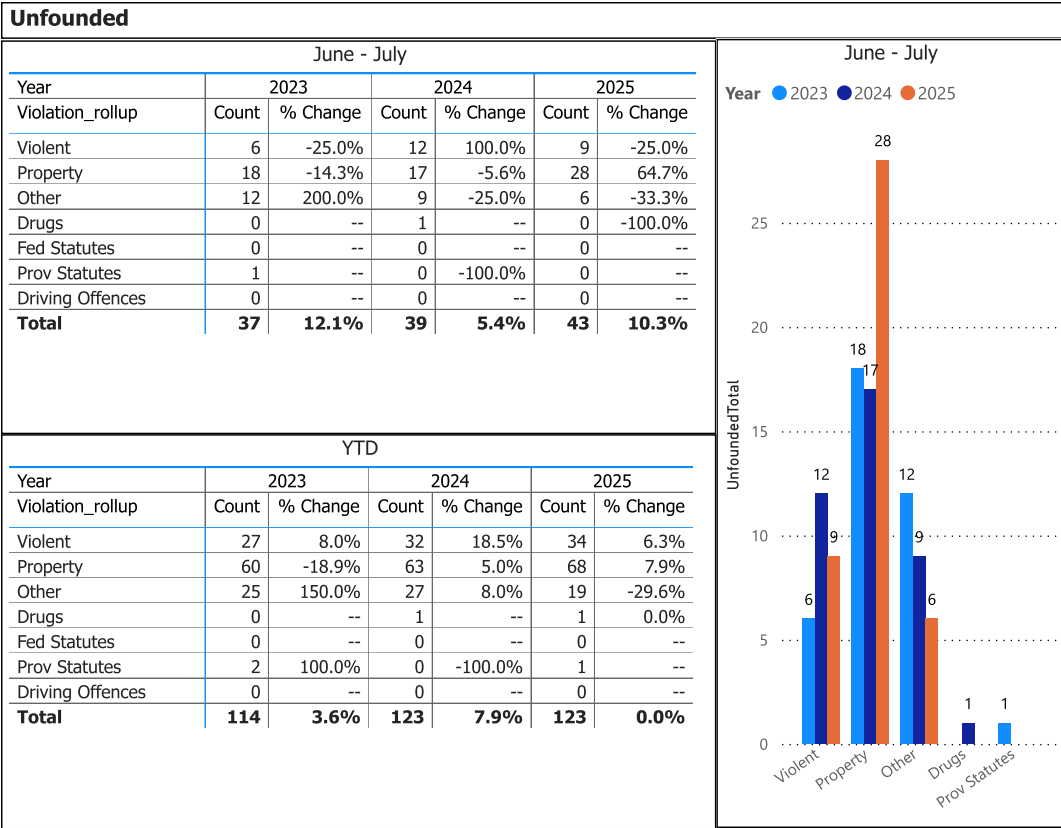 Unfounded
June - July
Year 2023 2024 2025
Violation_rollup Count % Change Count % Change Count % Change
Violent 6 -25.0% 12 100.0% 9 -25.0%
Property 18 -14.3% 17 -5.6% 28 64.7%
Other 12 200.0% 9 -25.0% 6 -33.3%
Drugs 0 -- 1 -- 0 -100.0%
Fed Statutes 0 -- 0 -- 0 --
Prov Statutes 1 -- 0 -100.0% 0 --
Driving Offences 0 -- 0 -- 0 --
Total 37 12.1% 39 5.4% 43 10.3%
YTD
Year 2023 2024 2025
Violation_rollup Count % Change Count % Change Count % Change
Violent 27 8.0% 32 18.5% 34 6.3%
Property 60 -18.9% 63 5.0% 68 7.9%
Other 25 150.0% 27 8.0% 19 -29.6%
Drugs 0 -- 1 -- 1 0.0%
Fed Statutes 0 -- 0 -- 0 --
Prov Statutes 2 100.0% 0 -100.0% 1 --
Driving Offences 0 -- 0 -- 0 --
Total 114 3.6% 123 7.9% 123 0.0%
June - July
Year 2023 2024 2025
28
25
20
18
17
15
12 12
10
9 9
6 6
5
1 1
0
UnfoundedTotal
Violent Property Other Drugs Prov Statutes